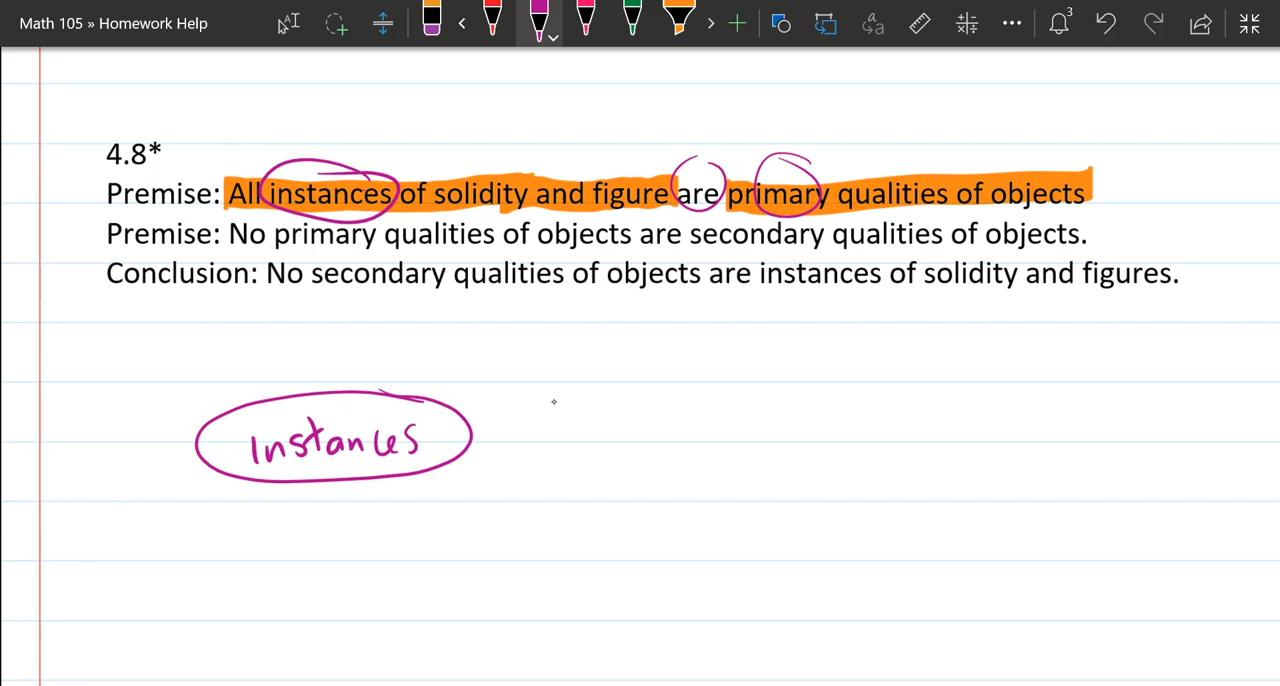 Math 105 » Homework Help
3
4.8*
Premise: All instances of solidity and figure are primary qualities of objects
Premise: No primary qualities of objects are secondary qualities of objects.
Conclusion: No secondary qualities of objects are instances of solidity and figures.
Instances